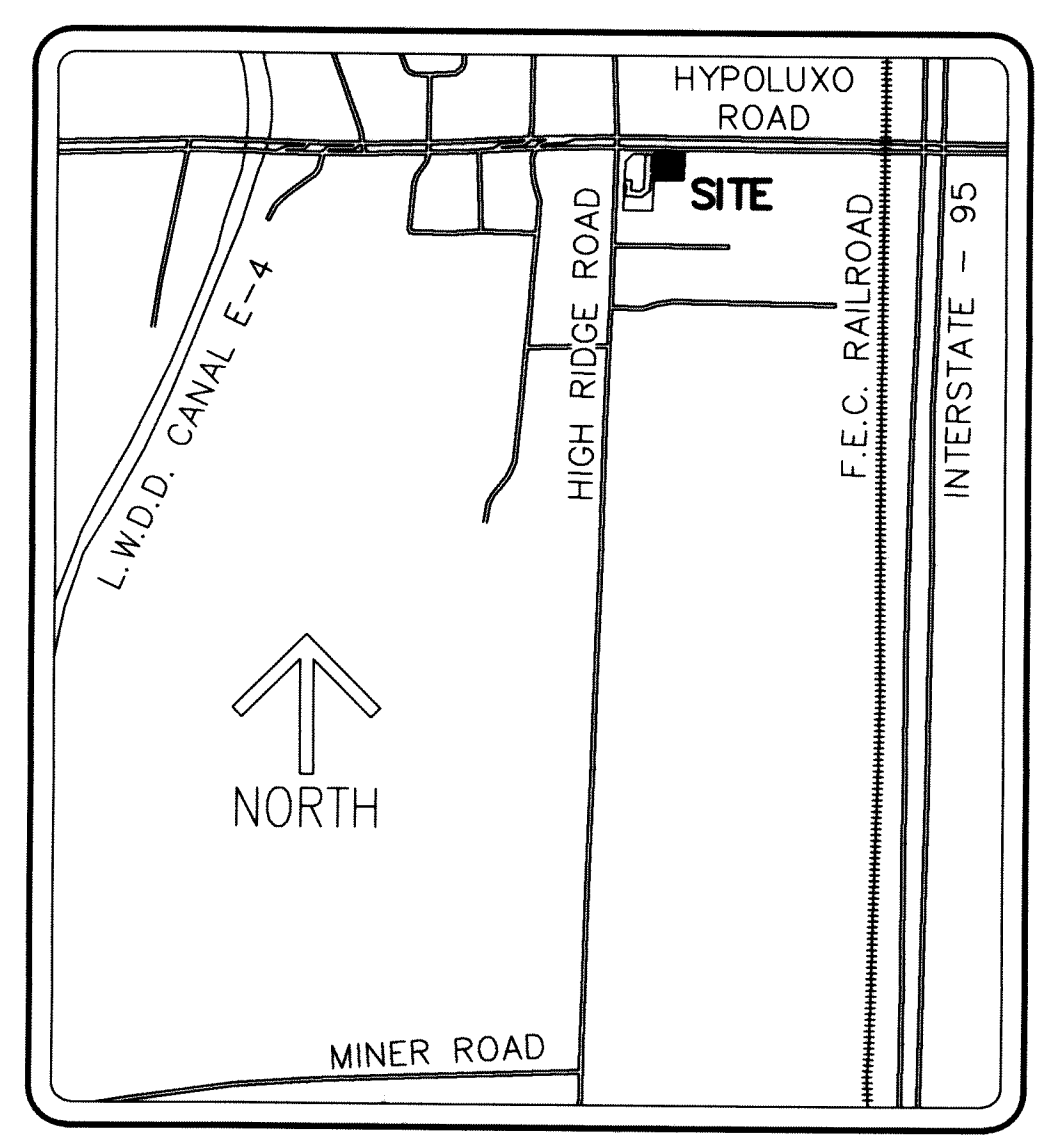 HYPOLUXO
ROAD
SITE
HIGH RIDGE ROAD
F.E.C. RAILROAD
INTERSTATE - 95
L.W.D.D. CANAL E-4
NORTH
MINER ROAD